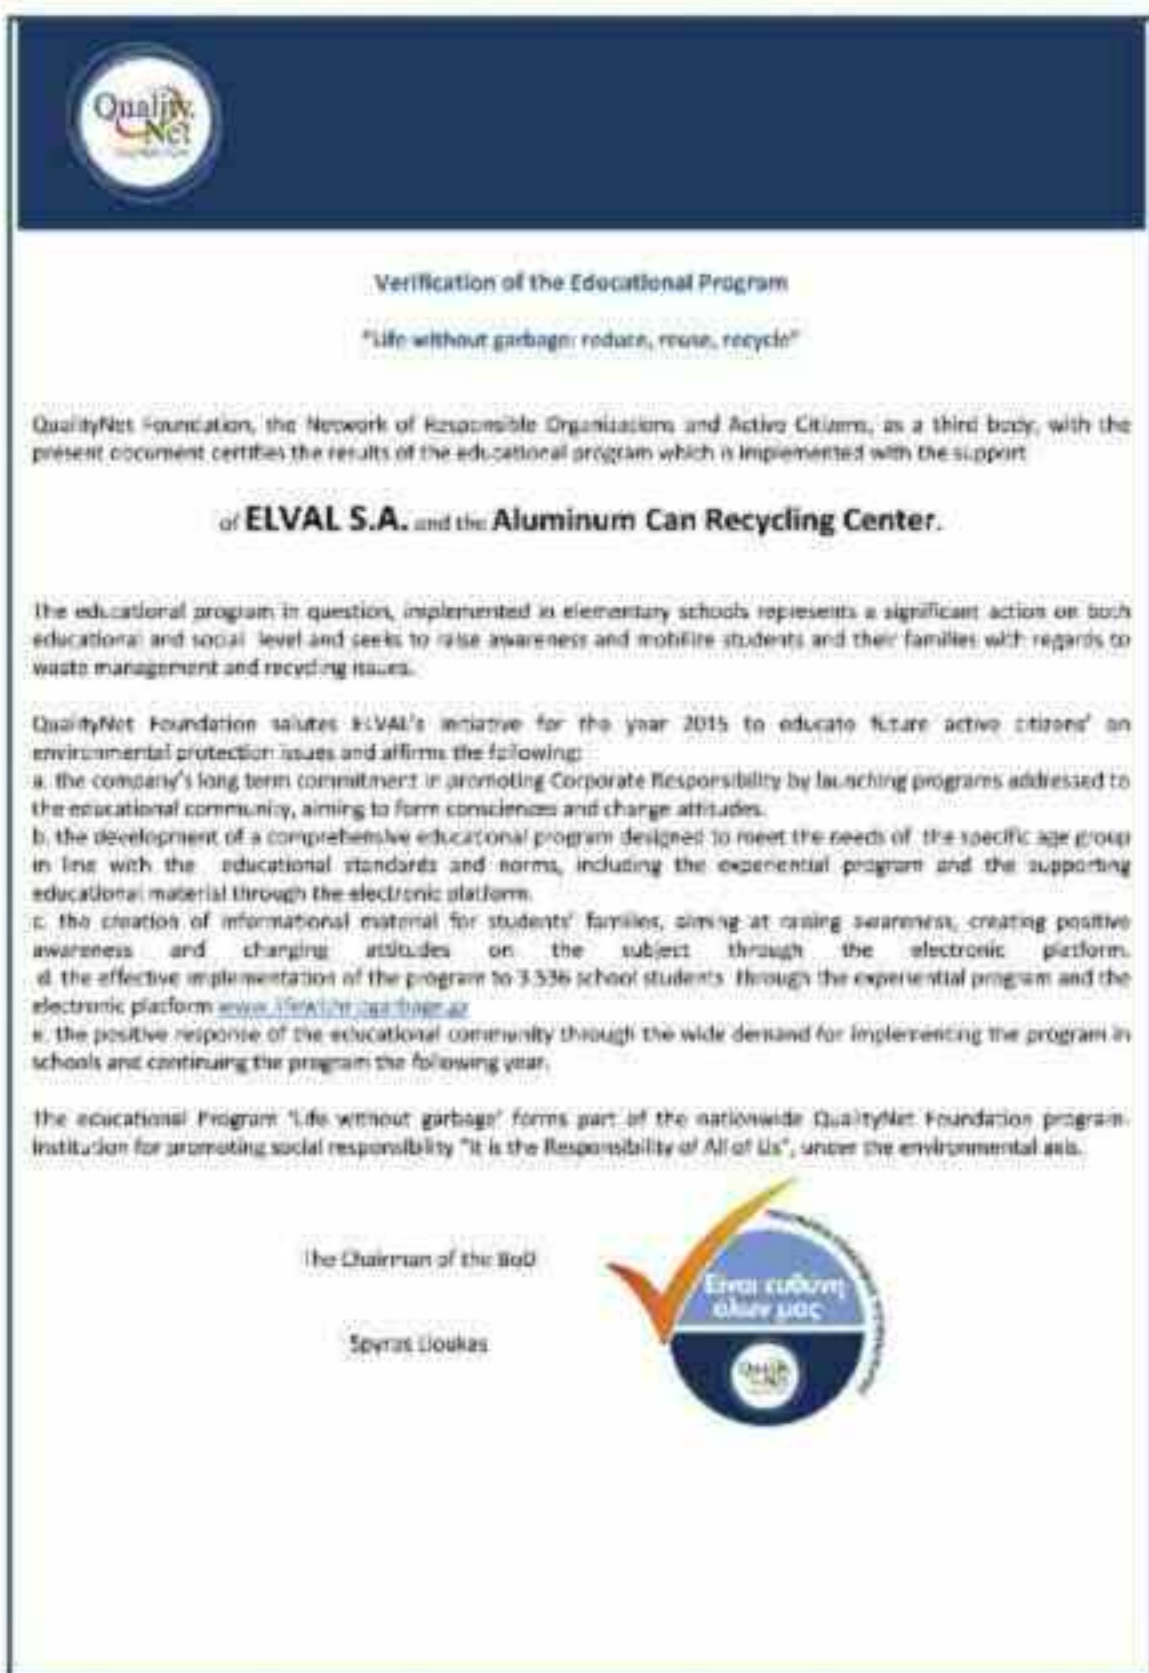 Quality
Net
Verification of the Educational Program
"Life without garbage: reduce, reuse, recycle"
QualityNet Foundation, the Network of Responsible Organizations and Active Citizens, as a third body, with the
present document certifies the results of the educational program which is implemented with the support
of ELVAL S.A. and the Aluminum Can Recycling Center.
The educational program in question, implemented in elementary schools represents a significant action on both
educational and social level and seeks to raise awareness and mobilize students and their families with regards to
waste management and recycling issues.
QualityNet Foundation salutes ELVAL's initiative for the year 2015 to educate future active citizens' on
environmental protection issues and affirms the following:
a. the company's long term commitment in promoting Corporate Responsibility by launching programs addressed to
the educational community, aiming to form consciences and change attitudes.
b. the development of a comprehensive educational program designed to meet the needs of the specific age group
in line with the educational standards and norms, including the experiential program and the supporting
educational material through the electronic platform.
c. the creation of informational material for students' families, aiming at raising awareness, creating positive
awareness and changing attitudes on the subject through the electronic platform.
d. the effective implementation of the program to 3.536 school students through the experiential program and the
electronic platform
e. the positive response of the educational community through the wide demand for implementing the program in
schools and continuing the program the following year.
The educational Program 'Life without garbage' forms part of the nationwide QualityNet Foundation program-
Institution for promoting social responsibility "It is the Responsibility of All of Us", under the environmental axis.
The Chairman of the BoD
Spyros Lioukas
Είναι ευθύνη
όλων μας
Quality
Net